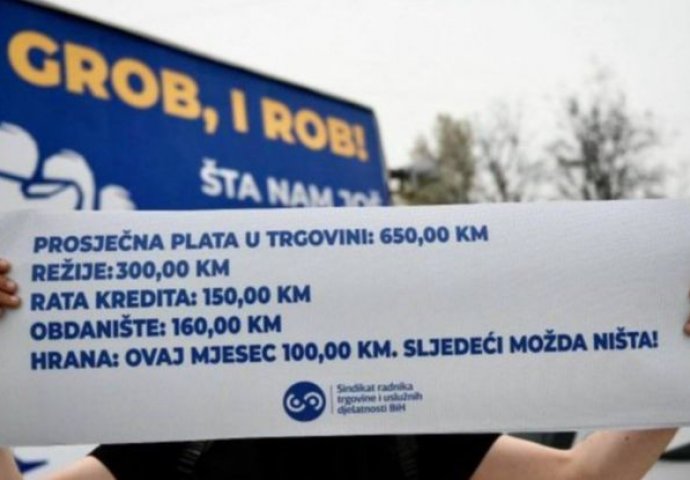 GROB, I ROB!
ŠTA NAM JOŠ
PROSJEČNA PLATA U TRGOVINI: 650,00 KM
REŽIJE:300,00 KM
RATA KREDITA: 150,00 KM
OBDANIŠTE: 160,00 KM
HRANA: OVAJ MJESEC 100,00 KM. SLJEDEĆI MOŽDA NIŠTA!
Sindikat radnika
trgovine i uslužnih
djelatnosti BiH